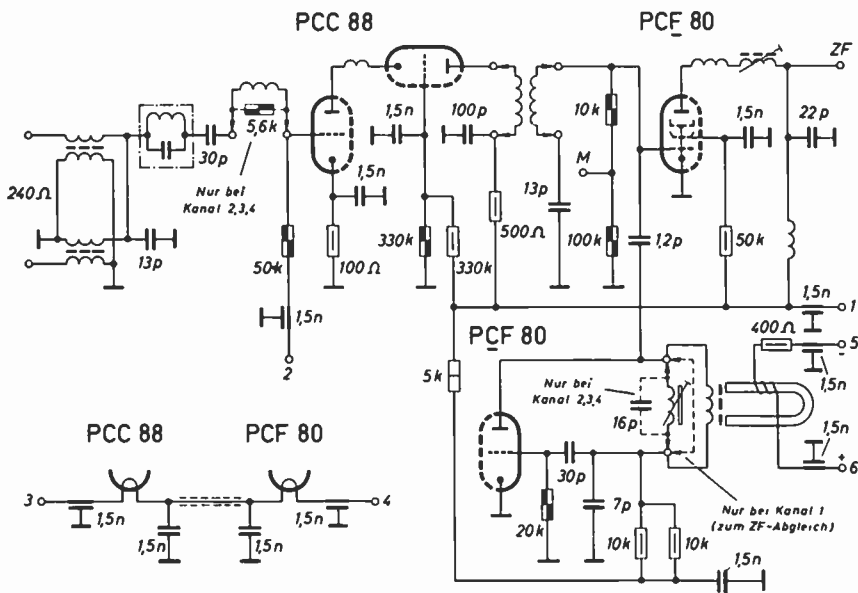 PCC 88
PCF 80
ZF
5,6k
30p
Nur bei
Kanal 2,3,4
1,5n
100p
10k
1,5n
22p
240Ω
13p
50k
1,5n
100Ω
330k
330k
500Ω
M
13p
100k
1,2p
50k
1,5n
1
1,5n
2
PCF 80
5k
Nur bei
Kanal 2,3,4
16p
400Ω
5
-
1,5n
1,5n
+
6
PCC 88
PCF 80
3
1,5n
1,5n
1,5n
1,5n
4
30p
20k
7p
10k
10k
Nur bei Kanal 1
(zum ZF-Abgleich)
1,5n